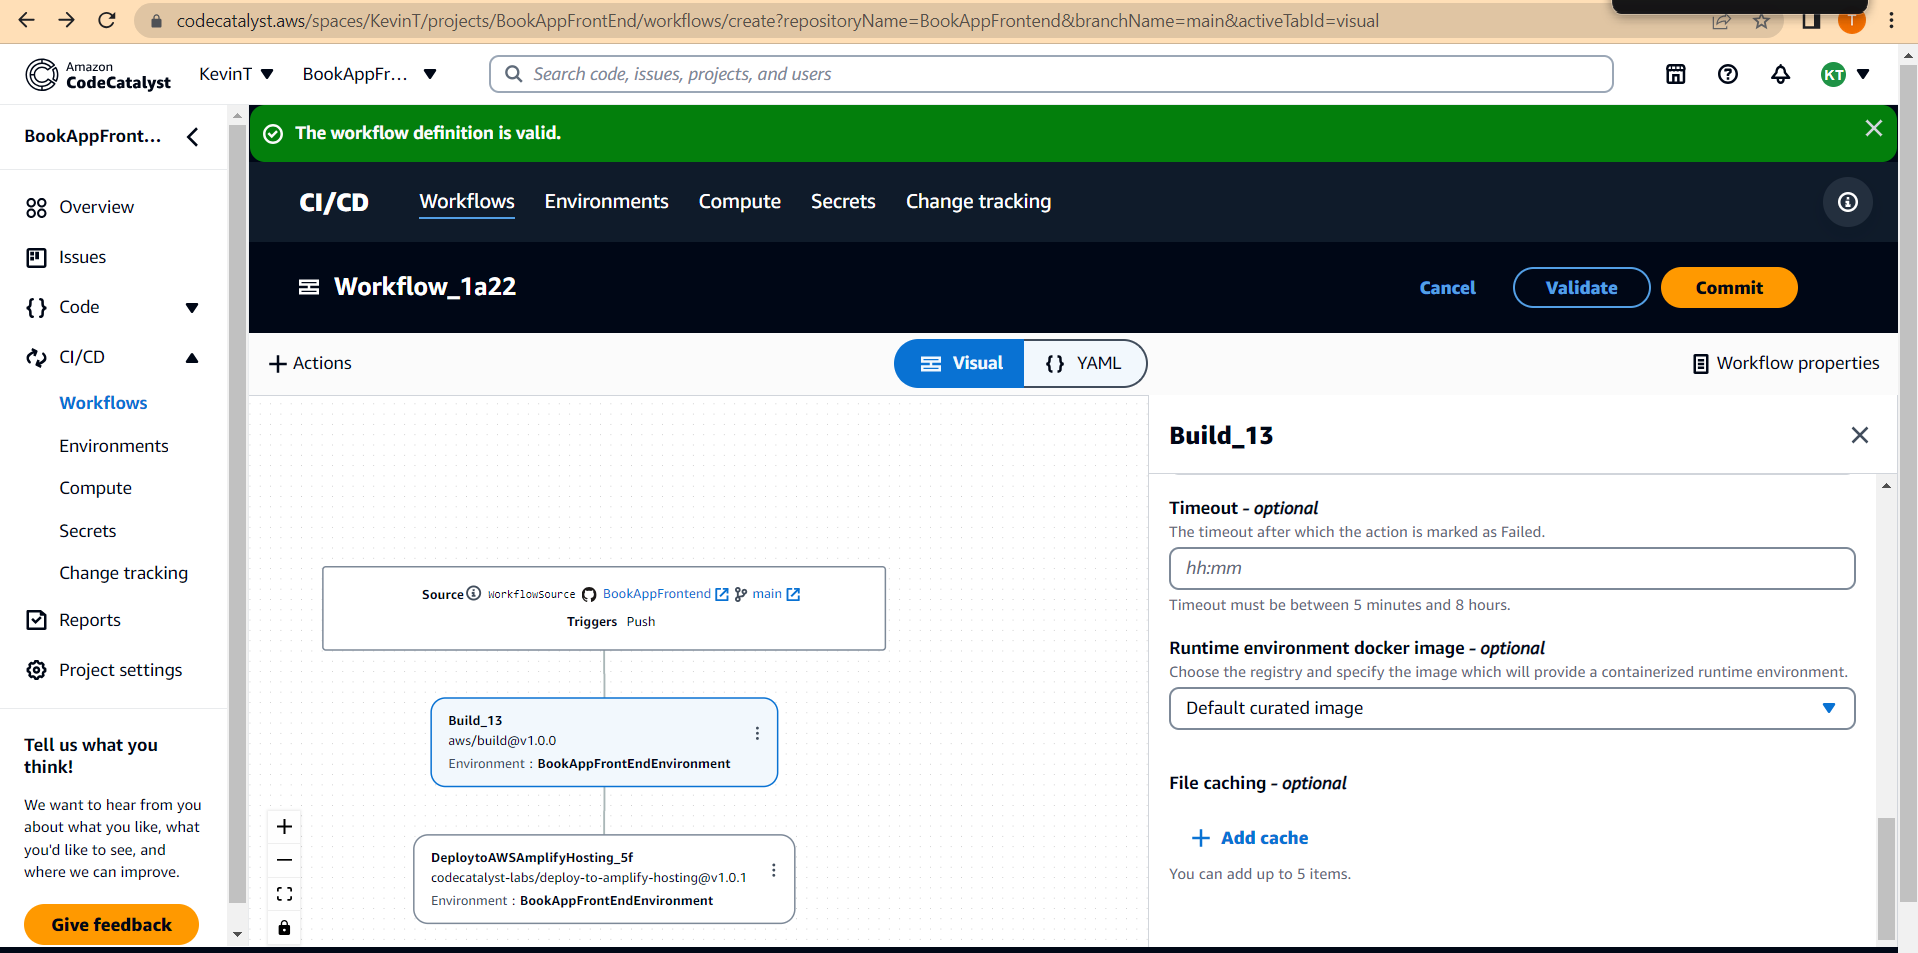 codecatalyst.aws/spaces/KevinT/projects/BookAppFrontEnd/workflows/create?repositoryName=BookAppFrontend&branchName=main&activeTabId=visual
T
Amazon
CodeCatalyst
KevinT
BookAppFr...
Search code, issues, projects, and users
KT
BookAppFront...
The workflow definition is valid.
CI/CD
Workflows
Environments
Compute
Secrets
Change tracking
Overview
Issues
Code
CI/CD
Workflows
Environments
Compute
Secrets
Change tracking
Reports
Project settings
Tell us what you
think!
We want to hear from you
about what you like, what
you'd like to see, and
where we can improve.
Give feedback
Workflow_1a22
Cancel
Validate
Commit
Actions
Visual
{ } YAML
Workflow properties
Source WorkflowSource BookAppFrontend main
Triggers Push
Build_13
aws/build@v1.0.0
Environment : BookAppFrontEndEnvironment
DeploytoAWSAmplifyHosting_5f
codecatalyst-labs/deploy-to-amplify-hosting@v1.0.1
Environment : BookAppFrontEndEnvironment
Build_13
Timeout - optional
The timeout after which the action is marked as Failed.
hh:mm
Timeout must be between 5 minutes and 8 hours.
Runtime environment docker image - optional
Choose the registry and specify the image which will provide a containerized runtime environment.
Default curated image
File caching - optional
Add cache
You can add up to 5 items.